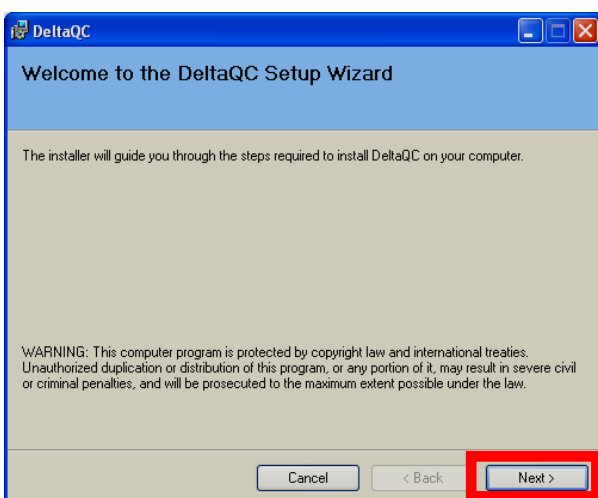 DeltaQC
Welcome to the DeltaQC Setup Wizard
The installer will guide you through the steps required to install DeltaQC on your computer.
WARNING: This computer program is protected by copyright law and international treaties.
Unauthorized duplication or distribution of this program, or any portion of it, may result in severe civil
or criminal penalties, and will be prosecuted to the maximum extent possible under the law.
Cancel < Back Next >